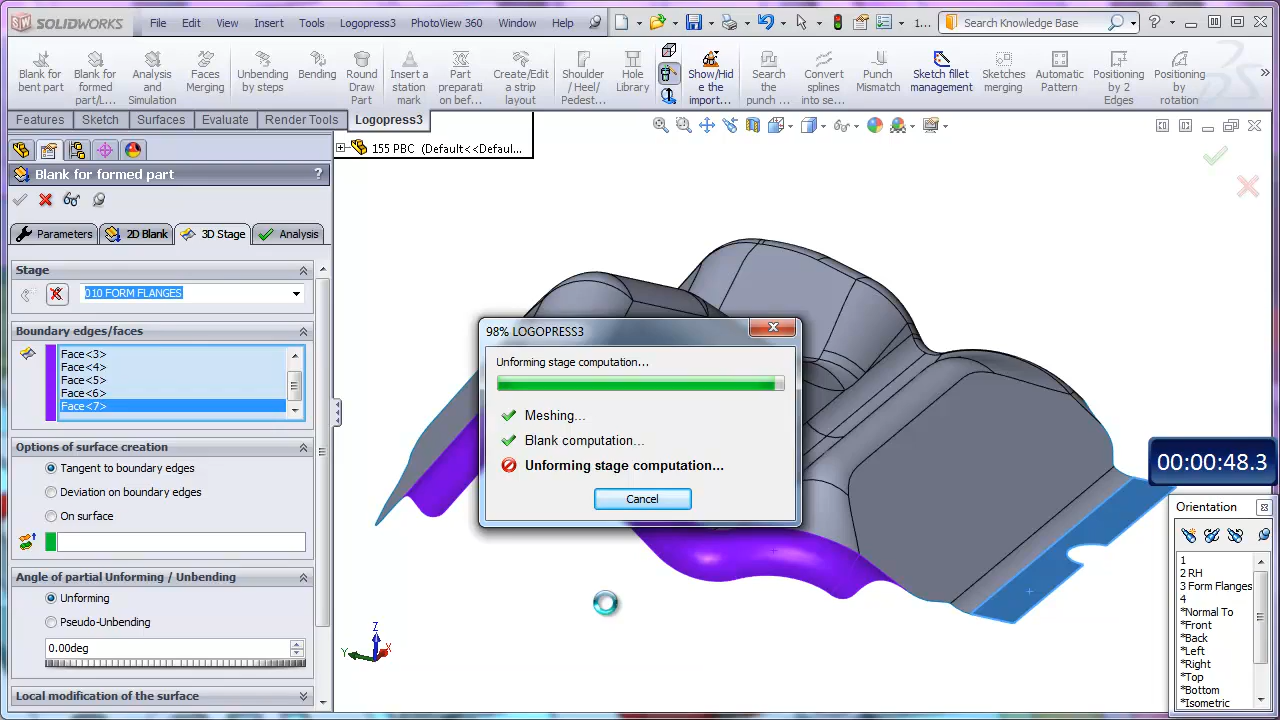 SOLIDWORKS
File Edit View Insert Tools Logopress3 PhotoView 360 Window Help
1...
Search Knowledge Base
?
Blank for bent part
Blank for formed part/L...
Analysis and Simulation
Faces Merging
Unbending by steps
Bending
Round Draw Part
Insert a station mark
Part preparati on bef...
Create/Edit a strip layout
Shoulder / Heel / Pedest...
Hole Library
Show/Hid e the import...
Search the punch ...
Convert splines into se...
Punch Mismatch
Sketch fillet management
Sketches merging
Automatic Pattern
Positioning by 2 Edges
Positioning by rotation
Features Sketch Surfaces Evaluate Render Tools Logopress3
155 PBC (Default<<Defaul...
Blank for formed part ?
Parameters 2D Blank 3D Stage Analysis
Stage
010 FORM FLANGES
Boundary edges/faces
Face<3>
Face<4>
Face<5>
Face<6>
Face<7>
Options of surface creation
Tangent to boundary edges
Deviation on boundary edges
On surface
Angle of partial Unforming / Unbending
Unforming
Pseudo-Unbending
0.00deg
Local modification of the surface
98% LOGOPRESS3
Unforming stage computation...
Meshing...
Blank computation...
Unforming stage computation...
Cancel
00:00:48.3
Orientation
1
2 RH
3 Form Flanges
4
*Normal To
*Front
*Back
*Left
*Right
*Top
*Bottom
*Isometric
Z
Y
X